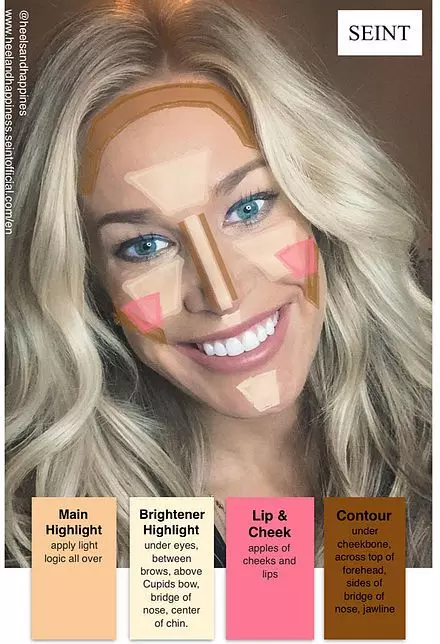 @heelsandhappines
www.heelandhappiness.seintofficial.com/en
SEINT
Main
Highlight
apply light
logic all over
Brightener
Highlight
under eyes,
between
brows, above
Cupids bow,
bridge of
nose, center
of chin.
Lip &
Cheek
apples of
cheeks and
lips
Contour
under
cheekbone,
across top of
forehead,
sides of
bridge of
nose, jawline